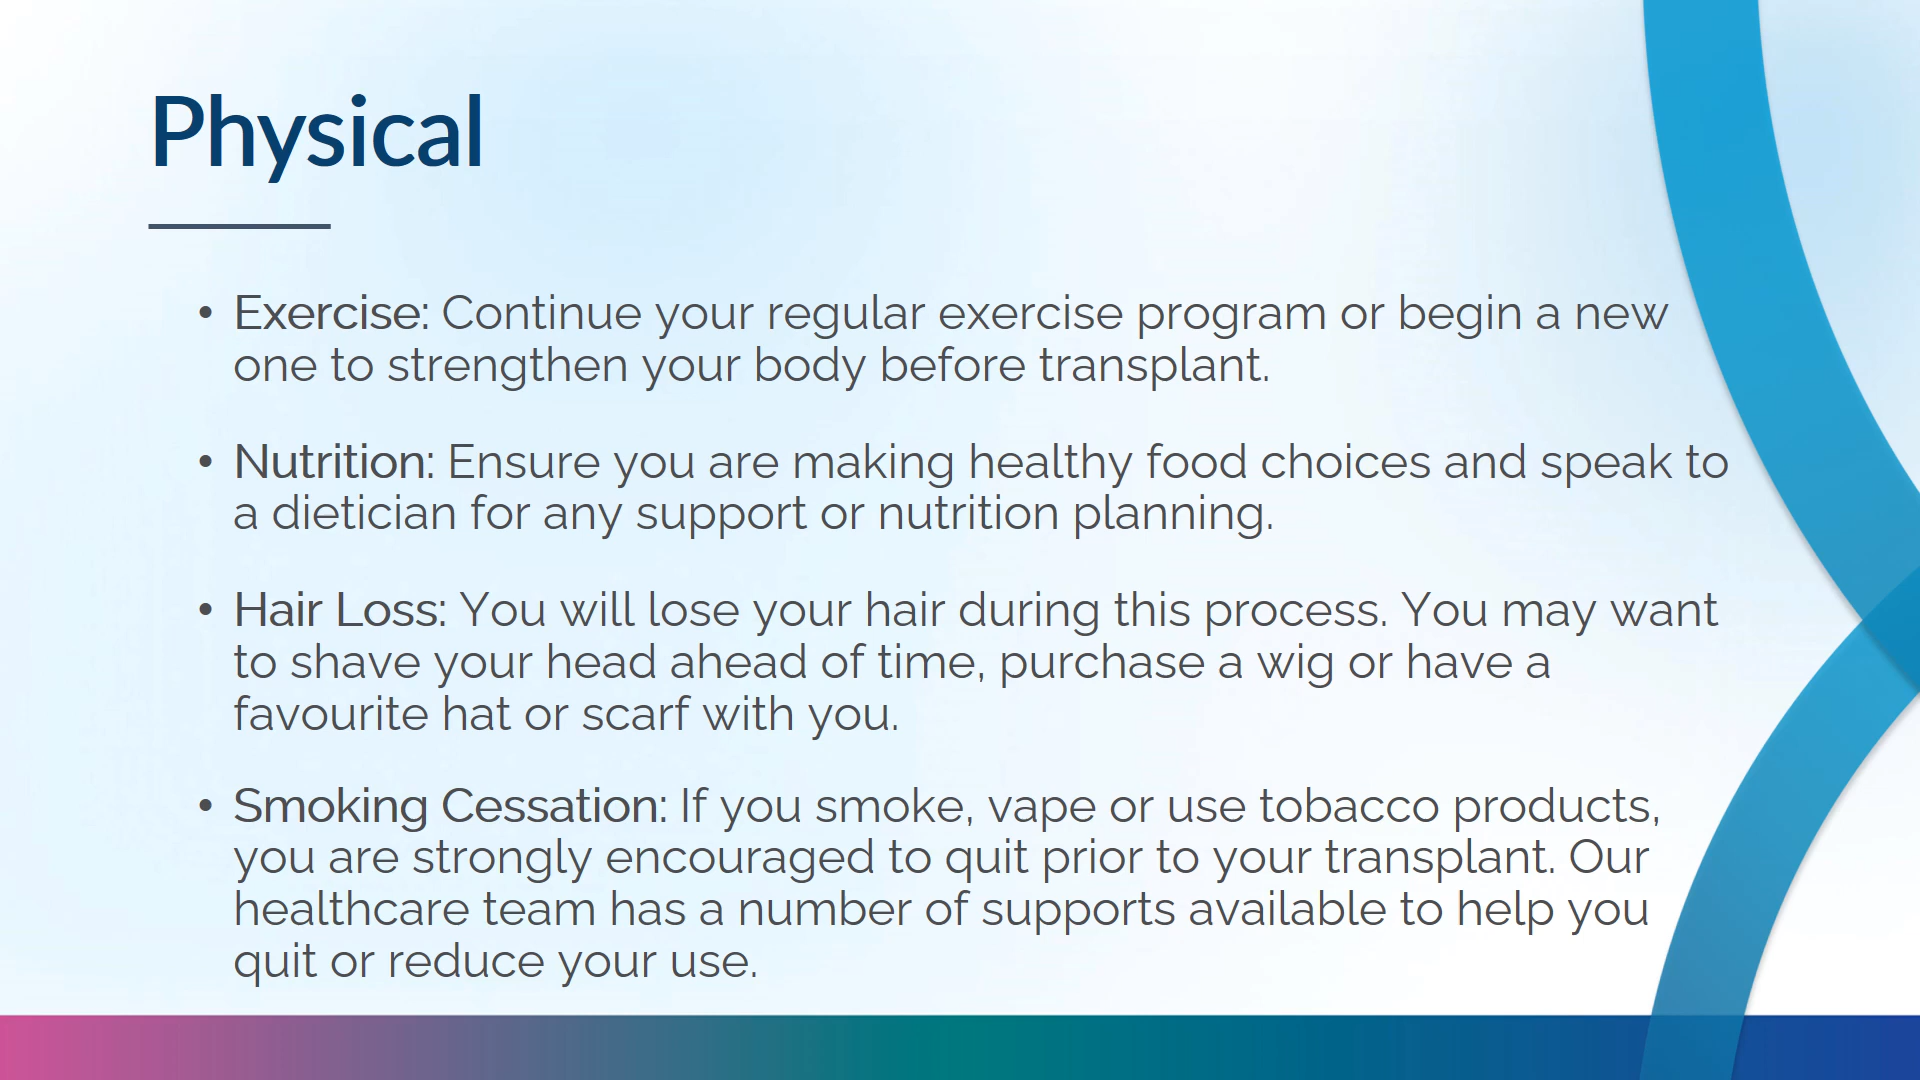 Physical
• Exercise: Continue your regular exercise program or begin a new
one to strengthen your body before transplant.
• Nutrition: Ensure you are making healthy food choices and speak to
a dietician for any support or nutrition planning.
• Hair Loss: You will lose your hair during this process. You may want
to shave your head ahead of time, purchase a wig or have a
favourite hat or scarf with you.
• Smoking Cessation: If you smoke, vape or use tobacco products,
you are strongly encouraged to quit prior to your transplant. Our
healthcare team has a number of supports available to help you
quit or reduce your use.